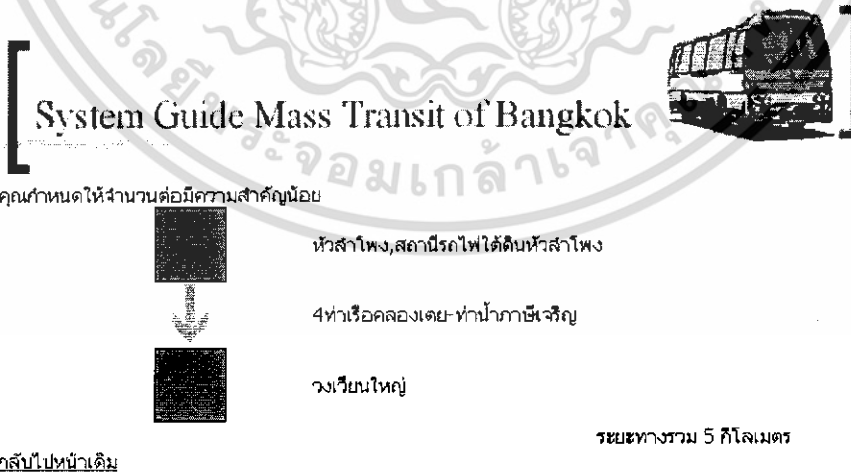 System Guide Mass Transit of Bangkok
คุณกำหนดให้จำนวนต่อมีความสำคัญน้อย
หัวลำโพง,สถานีรถไฟใต้ดินหัวลำโพง
4ท่าเรือคลองเตย-ท่าน้ำภาษีเจริญ
วงเวียนใหญ่
ระยะทางรวม 5 กิโลเมตร
กลับไปหน้าเดิม